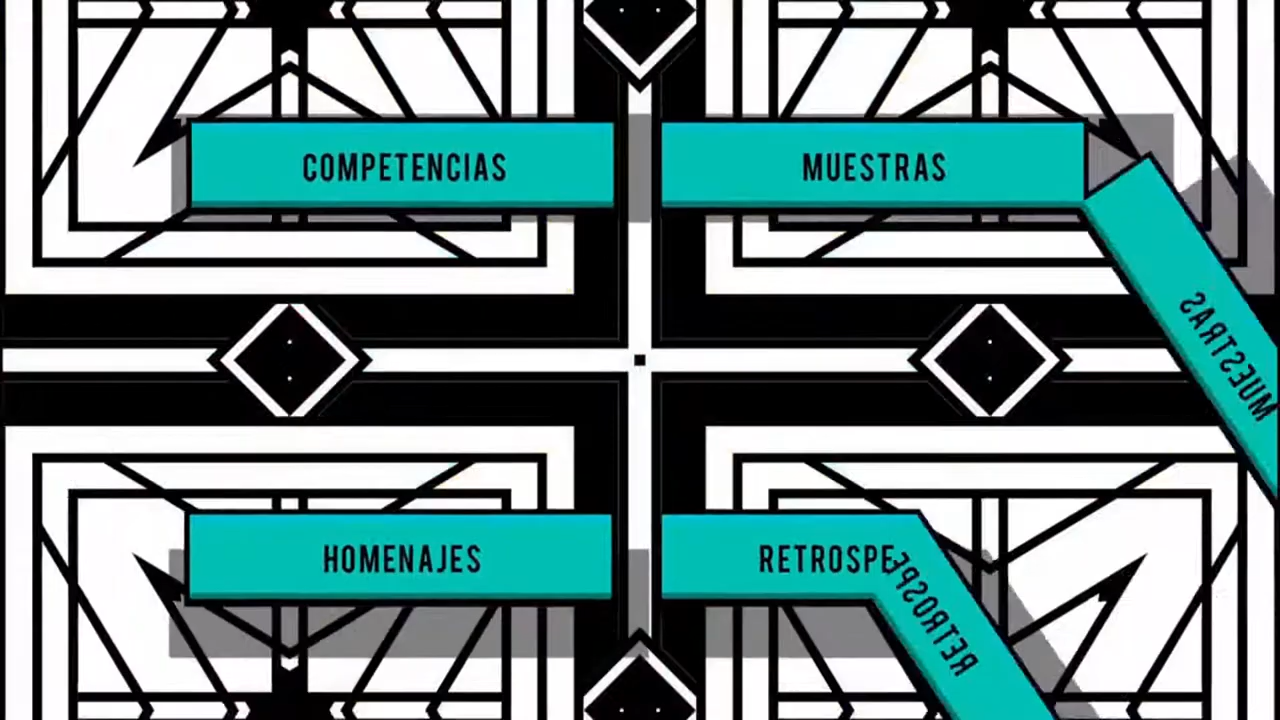 COMPETENCIAS
MUESTRAS
MUESTRAS
HOMENAJES
RETROSPE
RETROSPE